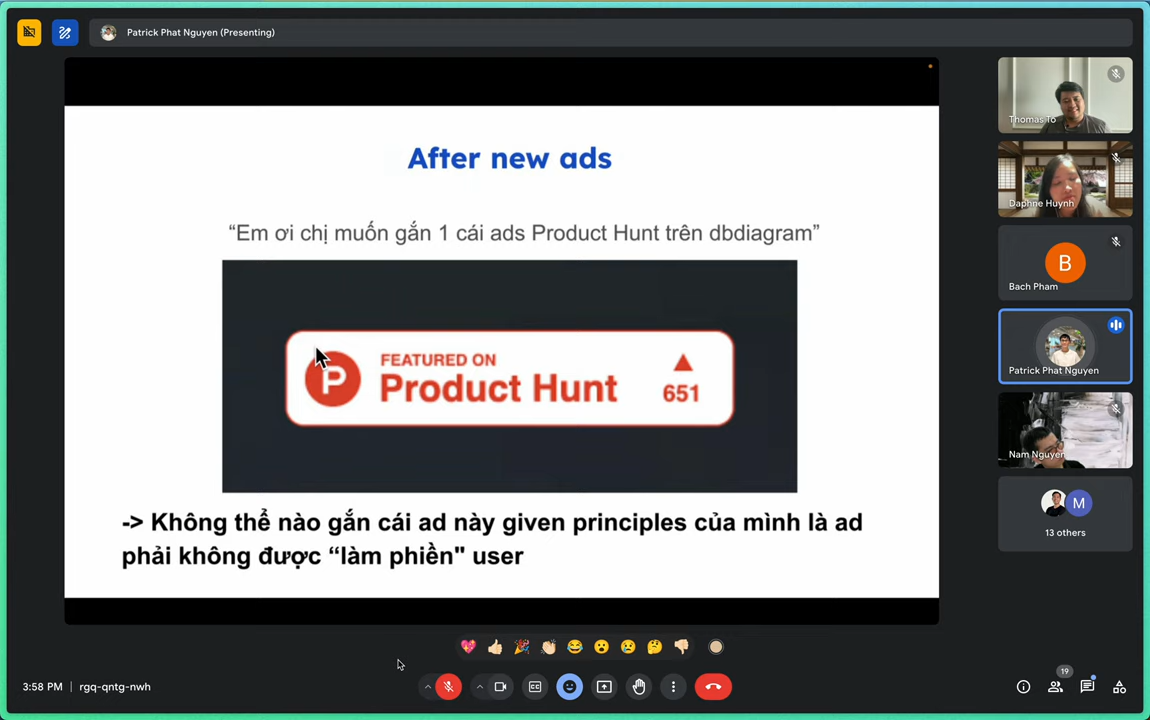 Patrick Phat Nguyen (Presenting)
After new ads
“Em ơi chị muốn gắn 1 cái ads Product Hunt trên dbdiagram”
P
FEATURED ON
Product Hunt
651
-> Không thể nào gắn cái ad này given principles của mình là ad
phải không được “làm phiền" user
Thomas To
Daphne Huynh
B
Bach Pham
Patrick Phat Nguyen
Nam Nguyen
M
13 others
3:58 PM | rgq-qntg-nwh
CC
19